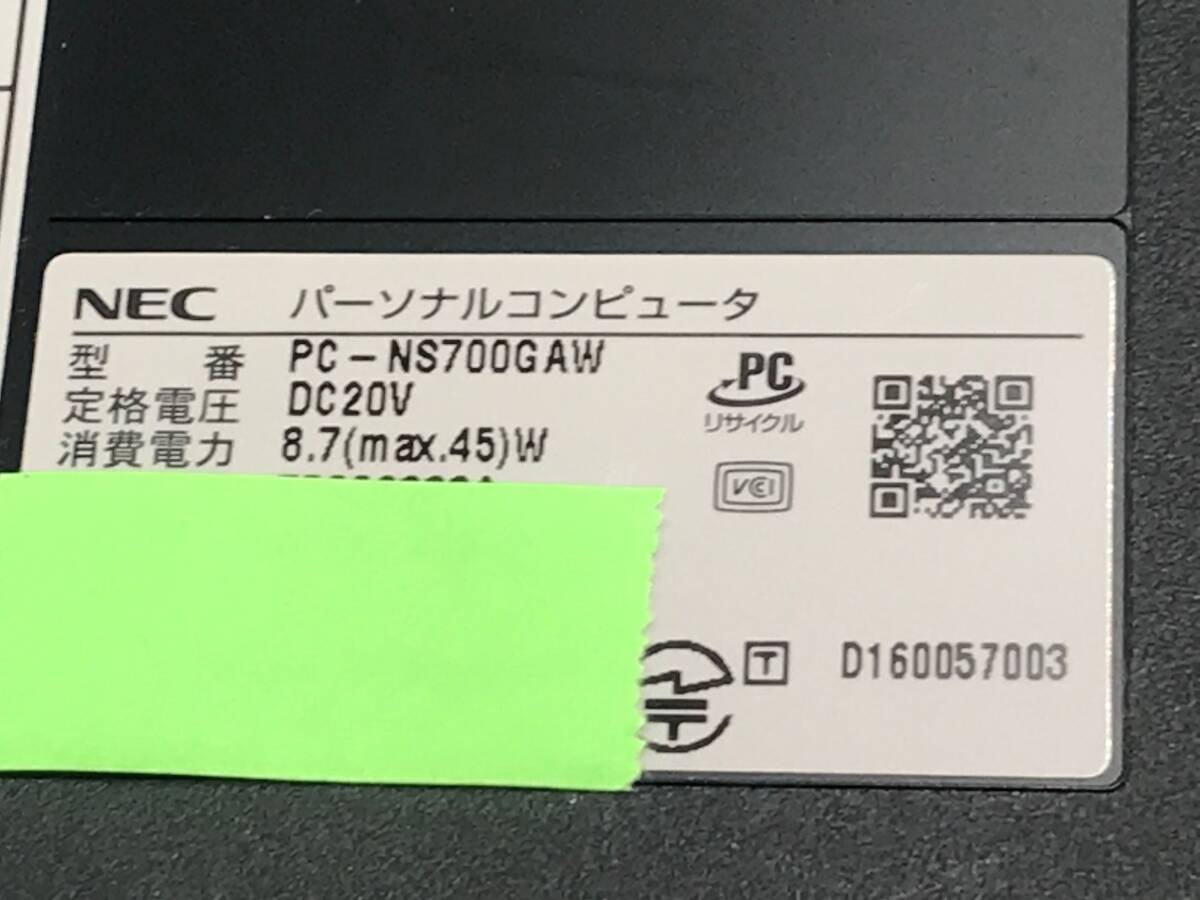 NEC パーソナルコンピュータ
型番 PC-NS700GAW
定格電圧 DC20V
消費電力 8.7(max.45)W
PC
リサイクル
VCCI
T D160057003